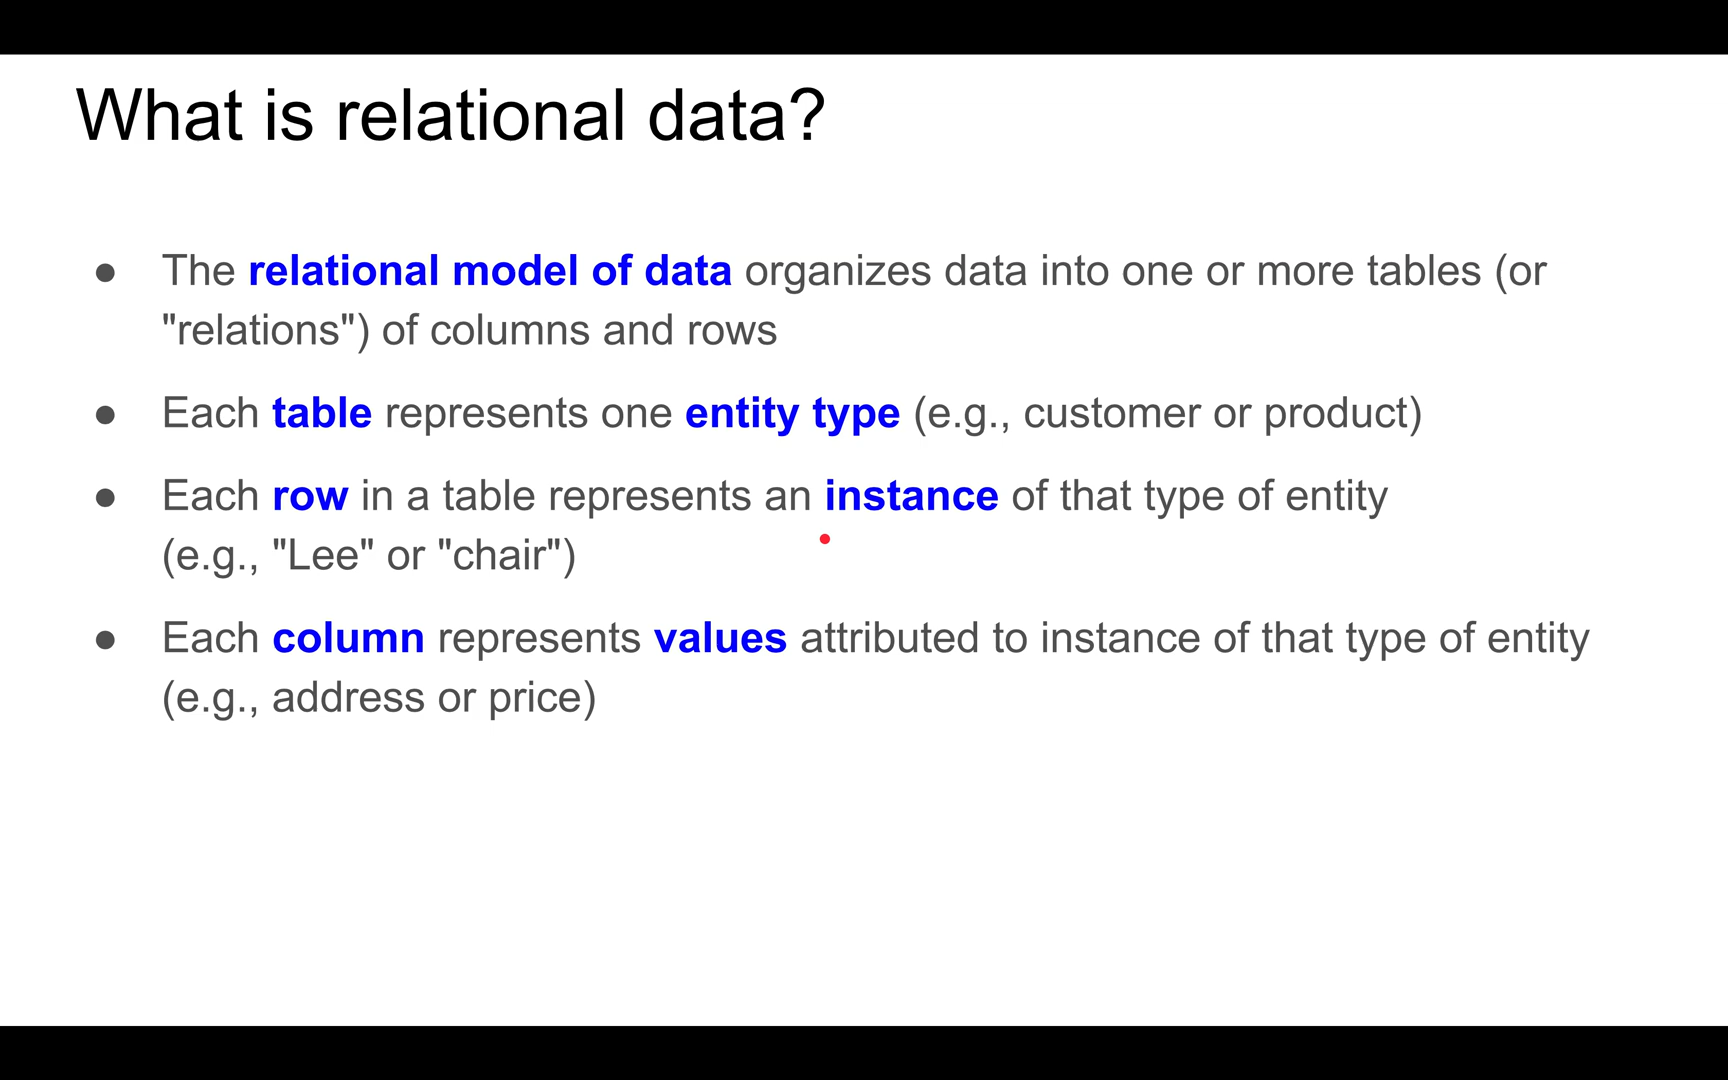 What is relational data?
● The relational model of data organizes data into one or more tables (or
"relations") of columns and rows
● Each table represents one entity type (e.g., customer or product)
● Each row in a table represents an instance of that type of entity
(e.g., "Lee" or "chair")
● Each column represents values attributed to instance of that type of entity
(e.g., address or price)